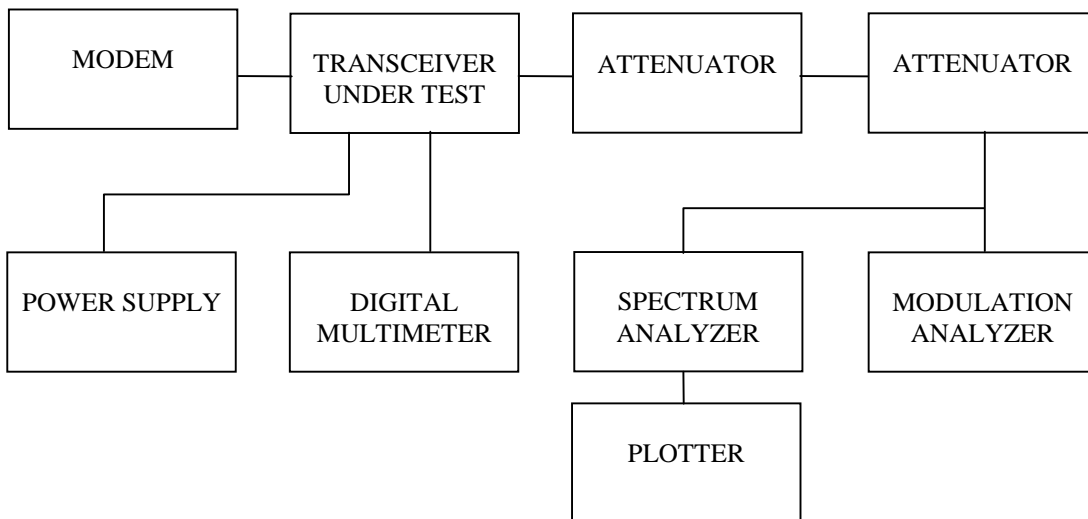 MODEM
TRANSCEIVER
UNDER TEST
ATTENUATOR
ATTENUATOR
POWER SUPPLY
DIGITAL
MULTIMETER
SPECTRUM
ANALYZER
MODULATION
ANALYZER
PLOTTER